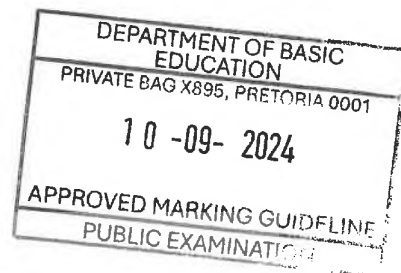 DEPARTMENT OF BASIC
EDUCATION
PRIVATE BAG X895, PRETORIA 0001
10 -09- 2024
APPROVED MARKING GUIDELINE
PUBLIC EXAMINATION